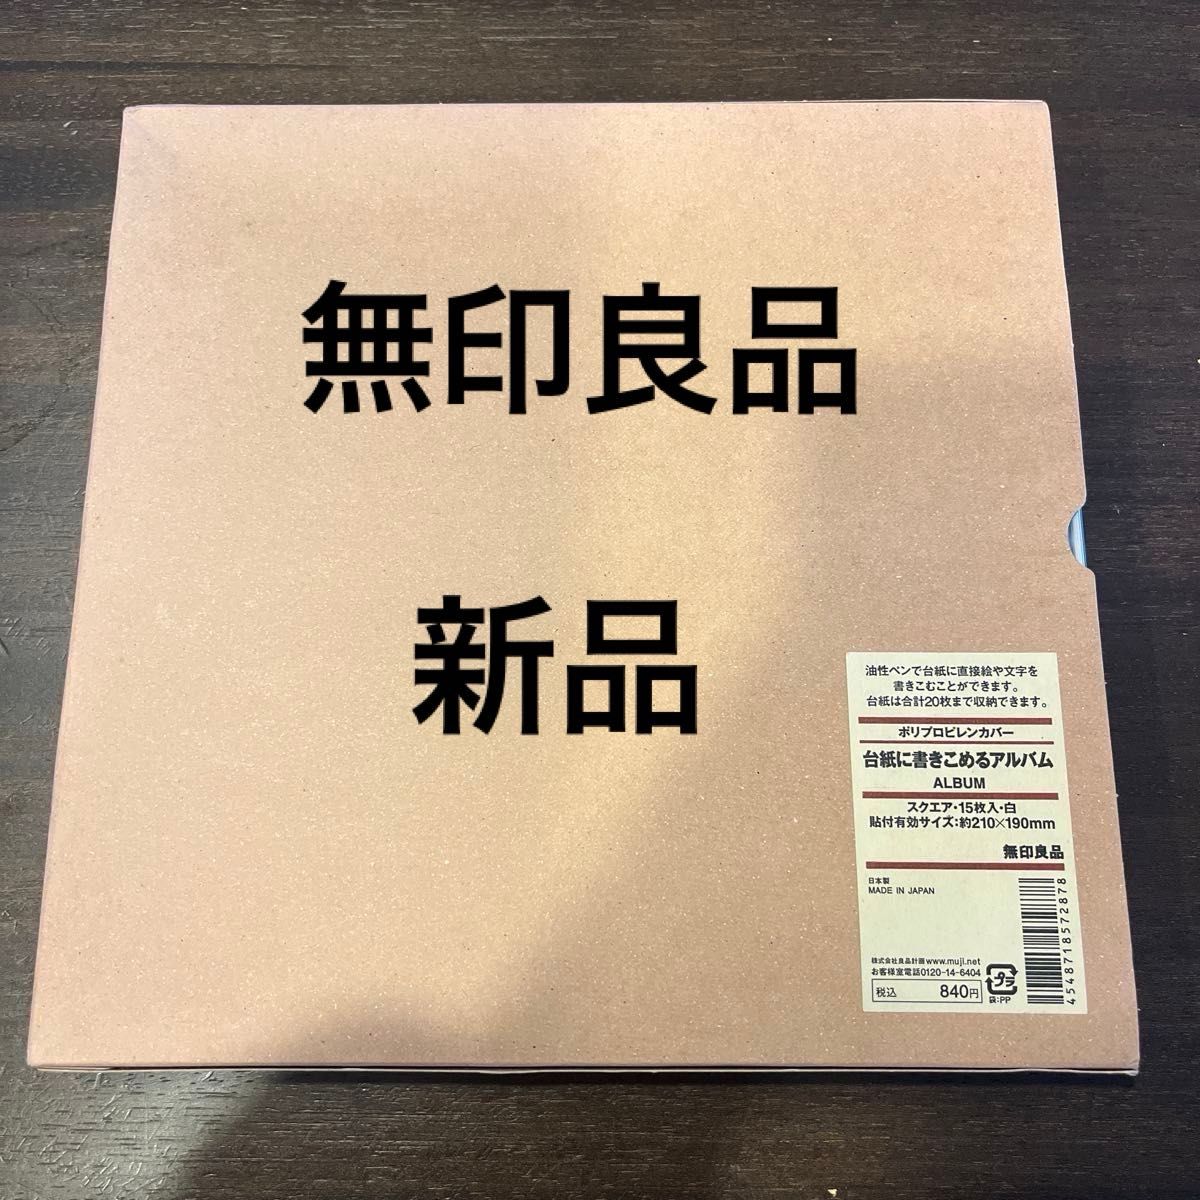 無印良品
新品
油性ペンで台紙に直接絵や文字を
書きこむことができます。
台紙は合計20枚まで収納できます。
ポリプロピレンカバー
台紙に書きこめるアルバム
ALBUM
スクエア・15枚入・白
貼付有効サイズ：約210×190mm
無印良品
日本製
MADE IN JAPAN
株式会社良品計画 www.muji.net
お客様室電話0120-14-6404
税込 840円
プラ
袋：PP
4548718572878